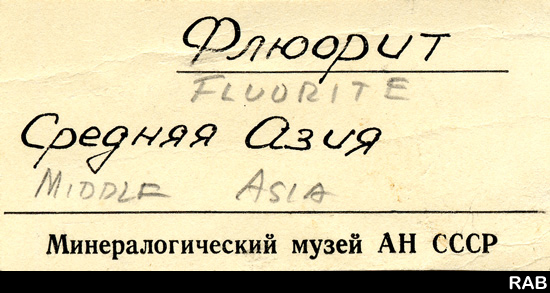 Флюорит
FLUORITE
Средняя Азия
MIDDLE ASIA
Минералогический музей АН СССР
RAB